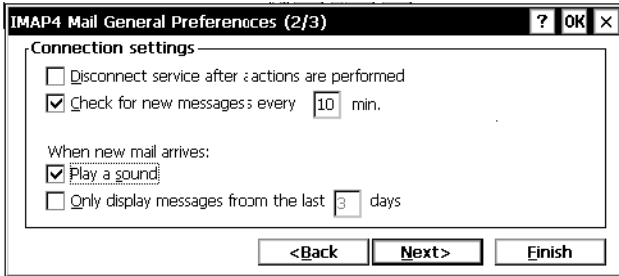 IMAP4 Mail General Preferences (2/3) ? OK ×
Connection settings
Disconnect service after actions are performed
Check for new messages every 10 min.
When new mail arrives:
Play a sound
Only display messages from the last 3 days
<Back Next> Finish